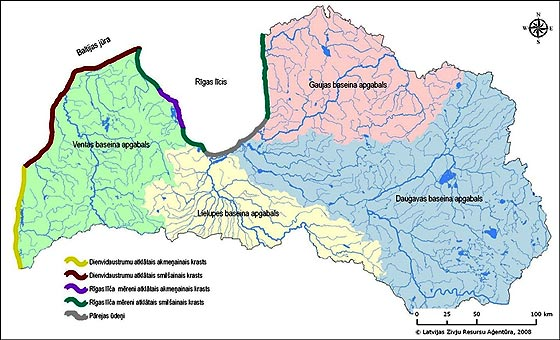 N
W E
S
Baltijas jūra
Rīgas līcis
Gaujas baseina apgabals
Ventas baseina apgabals
Daugavas baseina apgabals
Lielupes baseina apgabals
Dienvidaustrumu atklātais akmeņainais krasts
Dienvidaustrumu atklātais smilšainais krasts
Rīgas līča mēreni atklātais akmeņainais krasts
Rīgas līča mēreni atklātais smilšainais krasts
Pārejas ūdeņi
0 25 50 100 km
© Latvijas Zivju Resursu Aģentūra, 2008